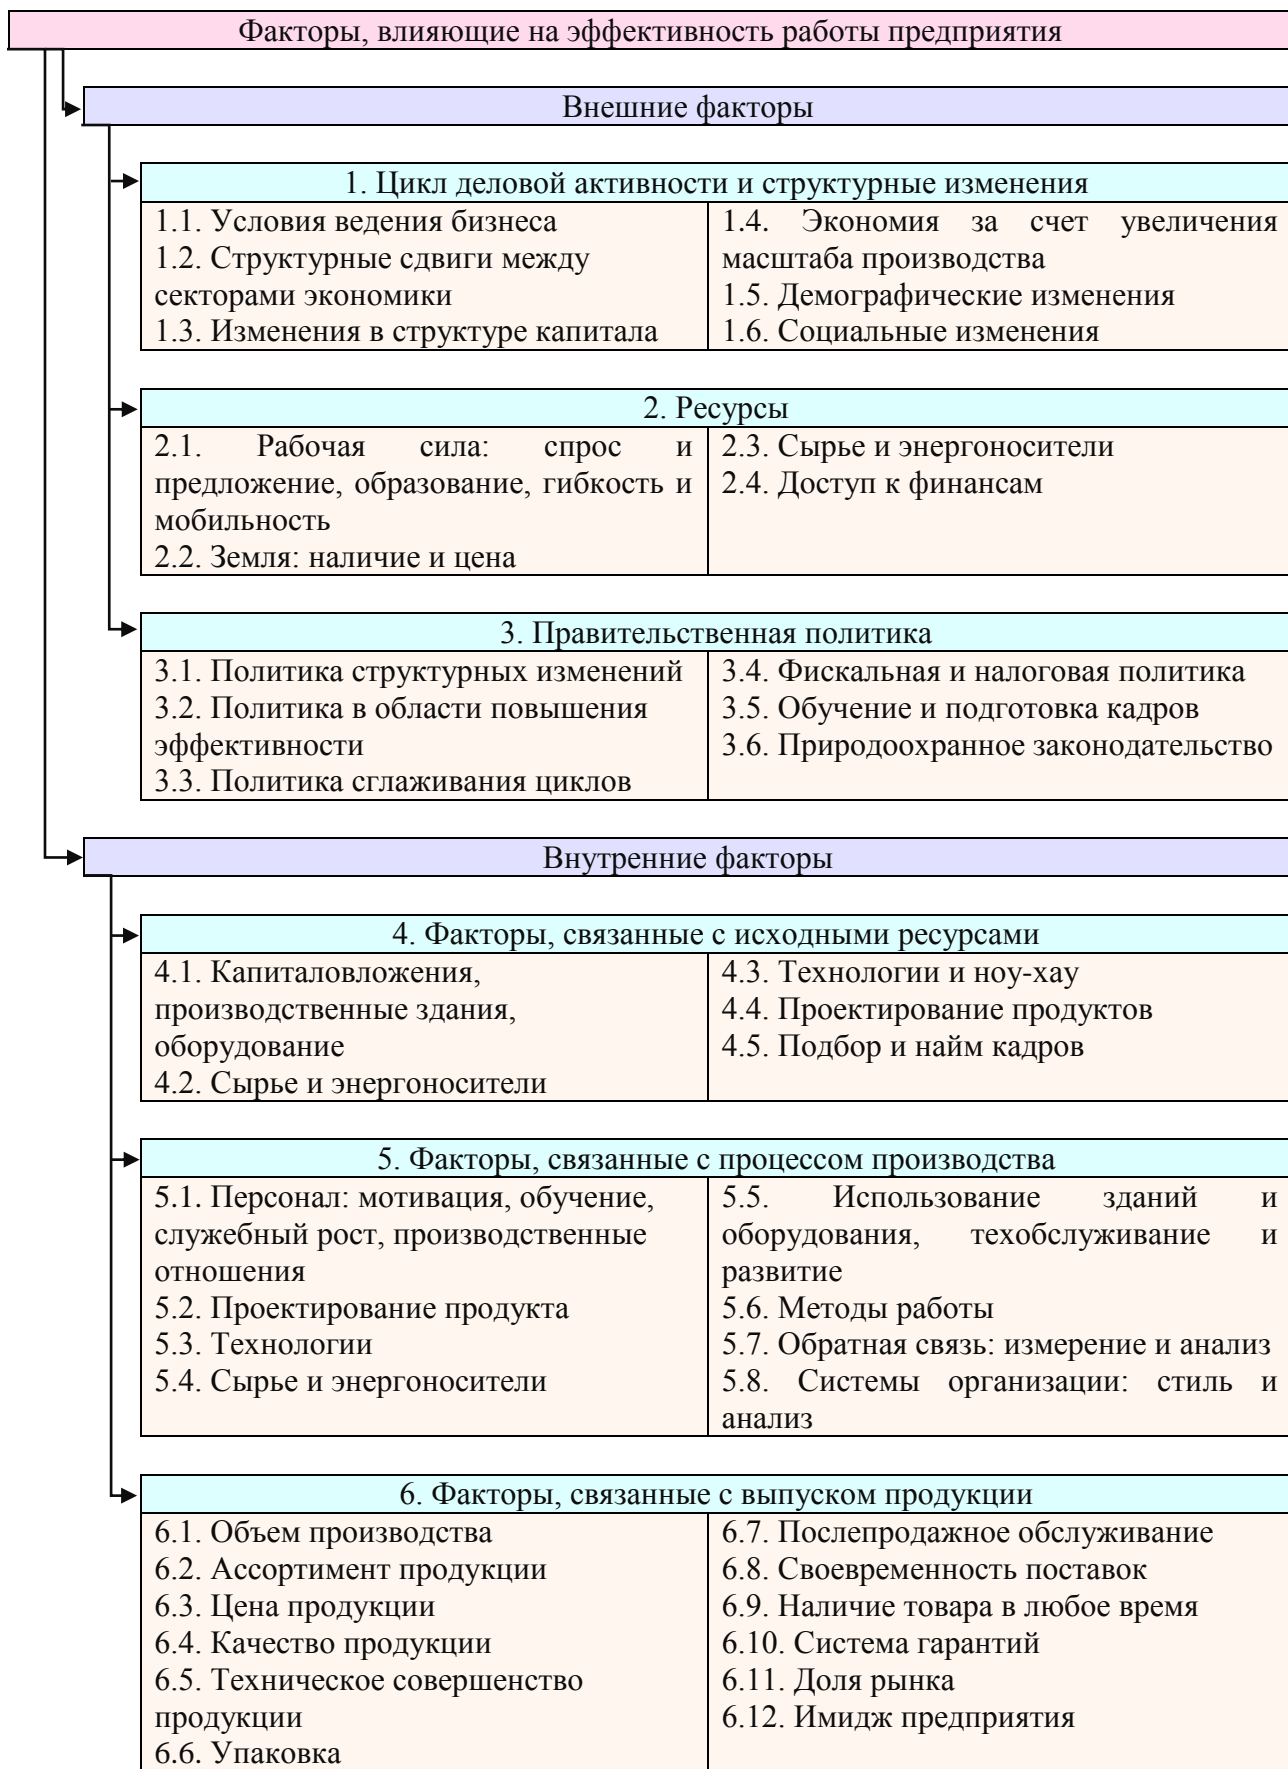 Факторы, влияющие на эффективность работы предприятия
Внешние факторы
1. Цикл деловой активности и структурные изменения
1.1. Условия ведения бизнеса
1.2. Структурные сдвиги между
секторами экономики
1.3. Изменения в структуре капитала
1.4. Экономия за счет увеличения
масштаба производства
1.5. Демографические изменения
1.6. Социальные изменения
2. Ресурсы
2.1. Рабочая сила: спрос и
предложение, образование, гибкость и
мобильность
2.2. Земля: наличие и цена
2.3. Сырье и энергоносители
2.4. Доступ к финансам
3. Правительственная политика
3.1. Политика структурных изменений
3.2. Политика в области повышения
эффективности
3.3. Политика сглаживания циклов
3.4. Фискальная и налоговая политика
3.5. Обучение и подготовка кадров
3.6. Природоохранное законодательство
Внутренние факторы
4. Факторы, связанные с исходными ресурсами
4.1. Капиталовложения,
производственные здания,
оборудование
4.2. Сырье и энергоносители
4.3. Технологии и ноу-хау
4.4. Проектирование продуктов
4.5. Подбор и найм кадров
5. Факторы, связанные с процессом производства
5.1. Персонал: мотивация, обучение,
служебный рост, производственные
отношения
5.2. Проектирование продукта
5.3. Технологии
5.4. Сырье и энергоносители
5.5. Использование зданий и
оборудования, техобслуживание и
развитие
5.6. Методы работы
5.7. Обратная связь: измерение и анализ
5.8. Системы организации: стиль и
анализ
6. Факторы, связанные с выпуском продукции
6.1. Объем производства
6.2. Ассортимент продукции
6.3. Цена продукции
6.4. Качество продукции
6.5. Техническое совершенство
продукции
6.6. Упаковка
6.7. Послепродажное обслуживание
6.8. Своевременность поставок
6.9. Наличие товара в любое время
6.10. Система гарантий
6.11. Доля рынка
6.12. Имидж предприятия